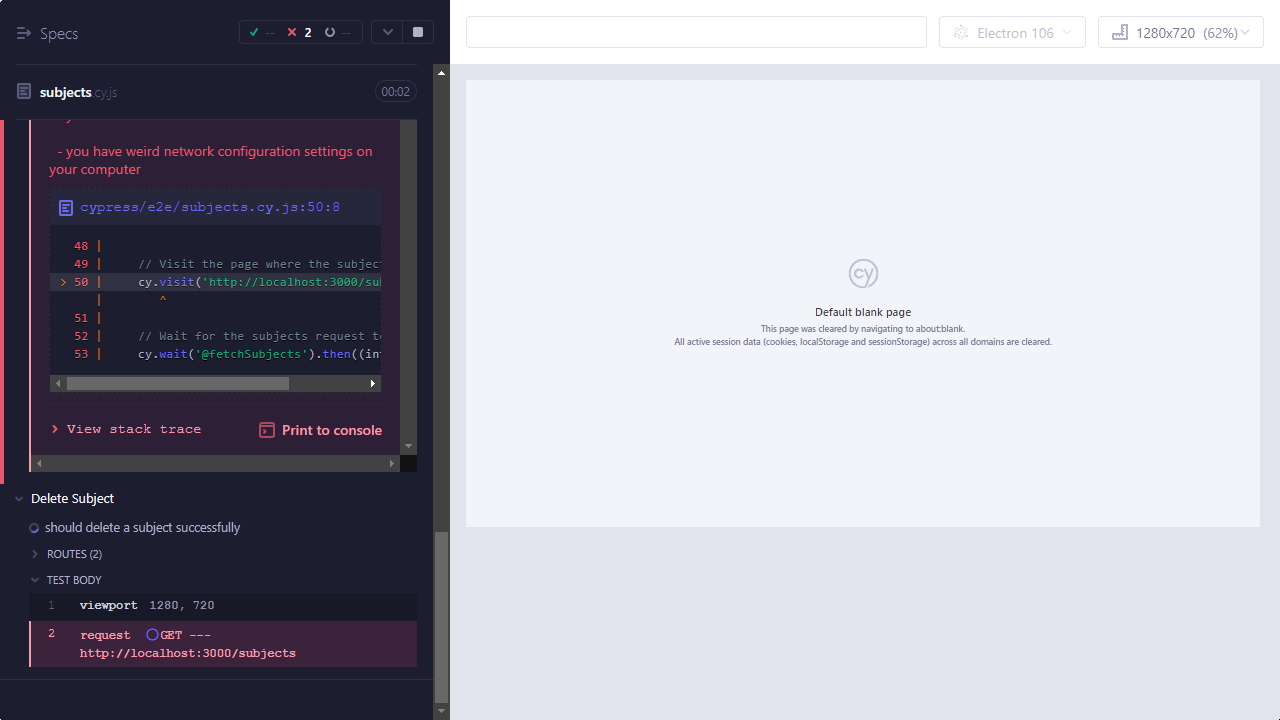 Specs
-- 2 --
subjects.cy.js 00:02
- you have weird network configuration settings on
your computer
cypress/e2e/subjects.cy.js:50:8
48 |
49 | // Visit the page where the subject
> 50 | cy.visit('http://localhost:3000/su
| ^
51 |
52 | // Wait for the subjects request t
53 | cy.wait('@fetchSubjects').then((int
> View stack trace
Print to console
Delete Subject
should delete a subject successfully
ROUTES (2)
TEST BODY
1 viewport 1280, 720
2 request GET ---
http://localhost:3000/subjects
Electron 106
1280x720 (62%)
cy
Default blank page
This page was cleared by navigating to about:blank.
All active session data (cookies, localStorage and sessionStorage) across all domains are cleared.